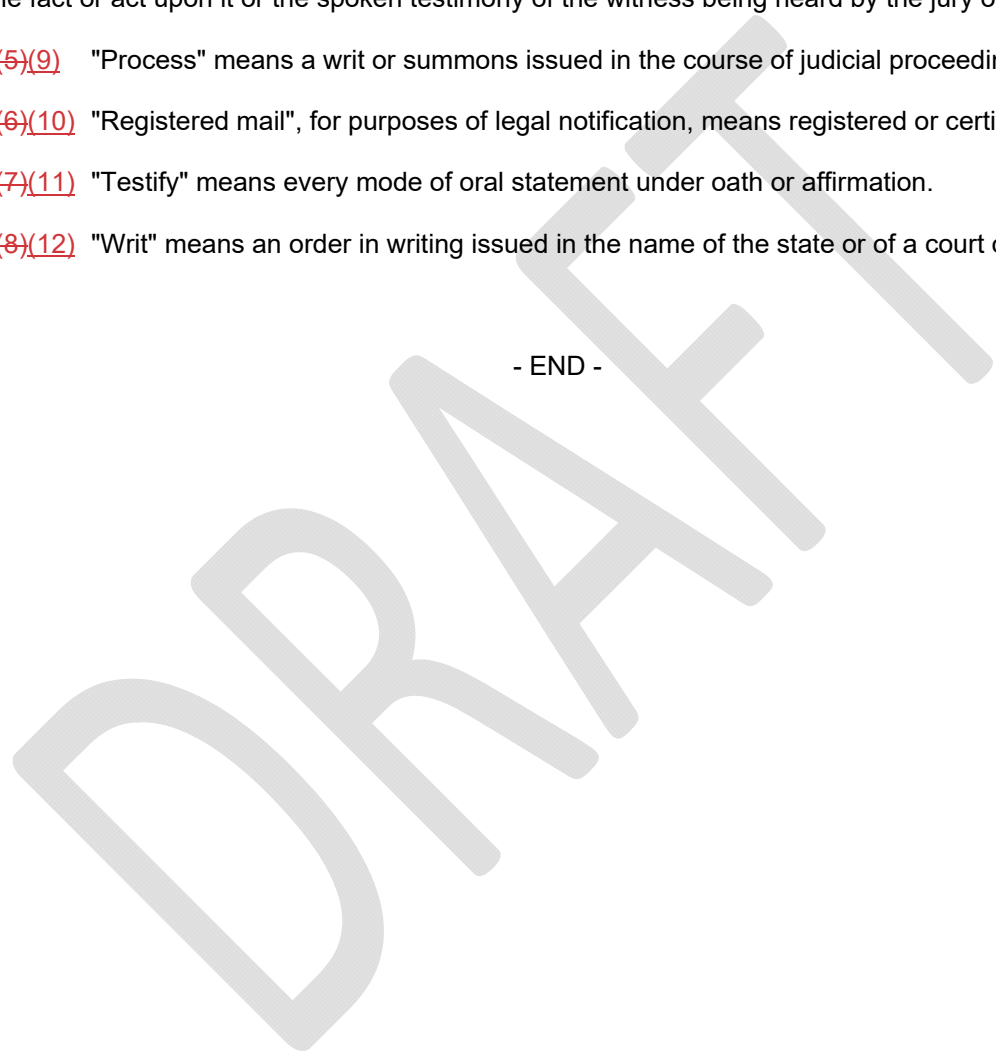 fact or act upon it or the spoken testimony of the witness being heard by the jury
(5)(9) "Process" means a writ or summons issued in the course of judicial
(6)(10) "Registered mail", for purposes of legal notification, means registered or
(7)(11) "Testify" means every mode of oral statement under oath or affirmation.
(8)(12) "Writ" means an order in writing issued in the name of the state or of a court
- END -
DRAFT